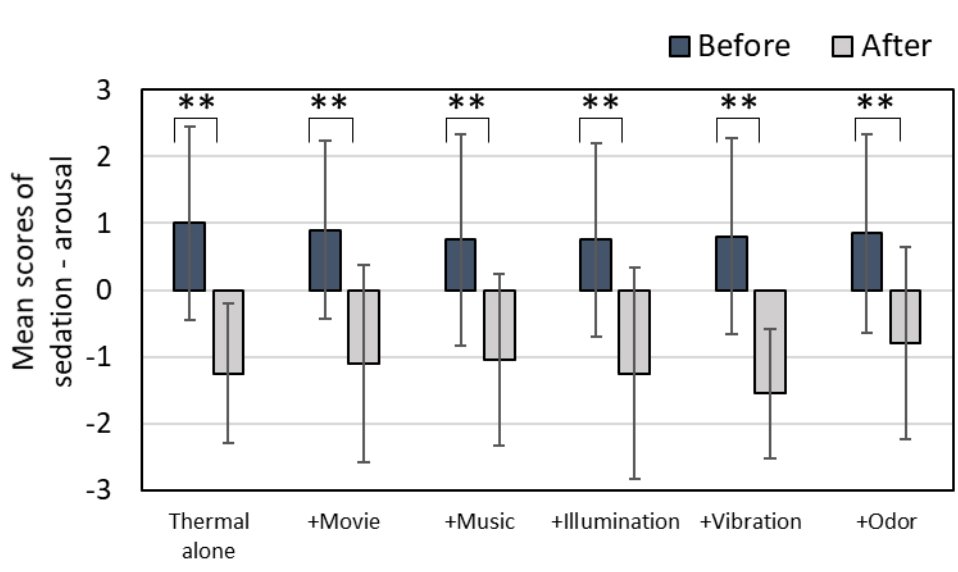 Before After
3
** ** ** ** ** **
2
1
0
-1
-2
-3
Mean scores of
sedation - arousal
Thermal
alone
+Movie
+Music
+Illumination
+Vibration
+Odor